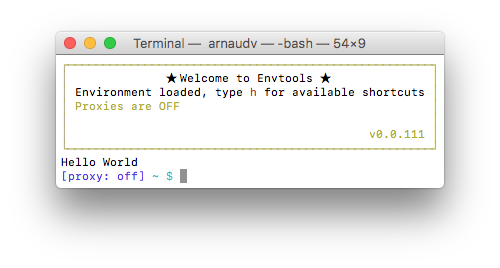 Terminal — arnaudv — -bash — 54×9
★Welcome to Envtools ★
Environment loaded, type h for available shortcuts
Proxies are OFF
v0.0.111
Hello World
[proxy: off] ~ $